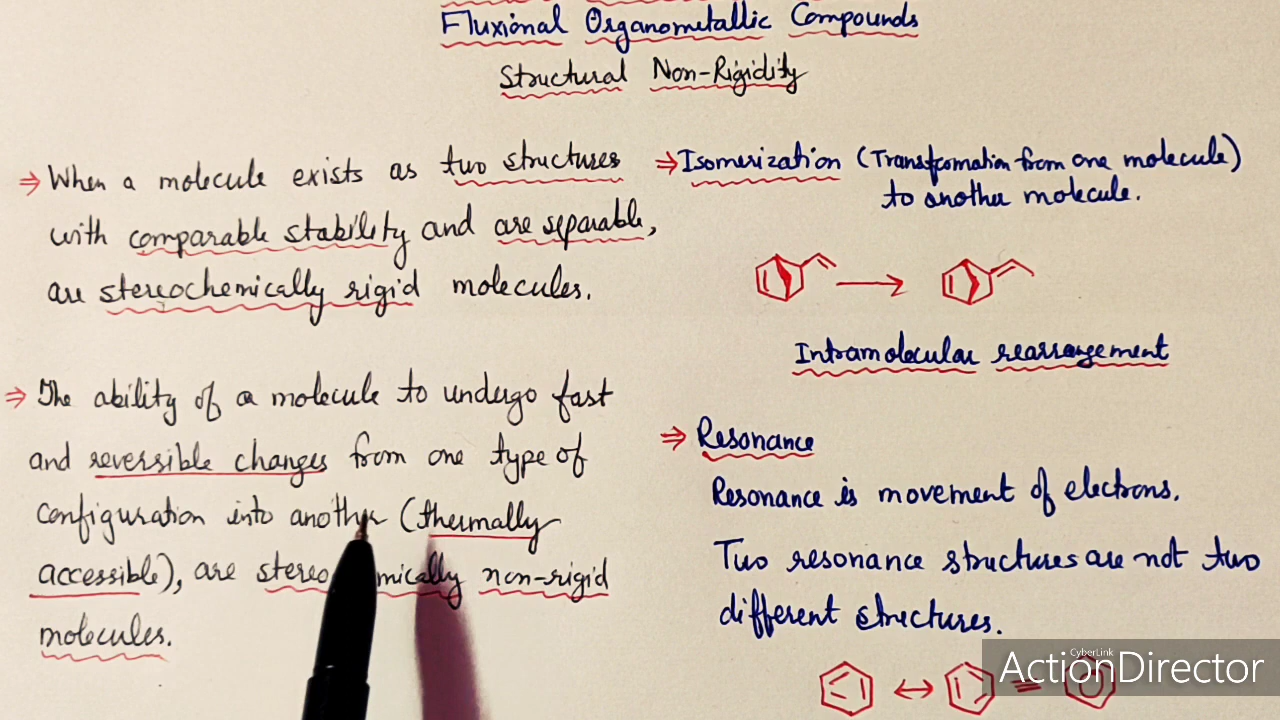 Fluxional Organometallic Compounds
Structural Non-Rigidity
⇒ When a molecule exists as two structures
with comparable stability and are separable,
are stereochemically rigid molecules.
⇒ The ability of a molecule to undergo fast
and reversible changes from one type of
configuration into another (thermally
accessible), are stereo mically non-rigid
molecules.
⇒ Isomerization (Transformation from one molecule)
to another molecule.
Intramolecular rearrangement
⇒ Resonance
Resonance is movement of electrons.
Two resonance structures are not two
different structures.
CyberLink
ActionDirector